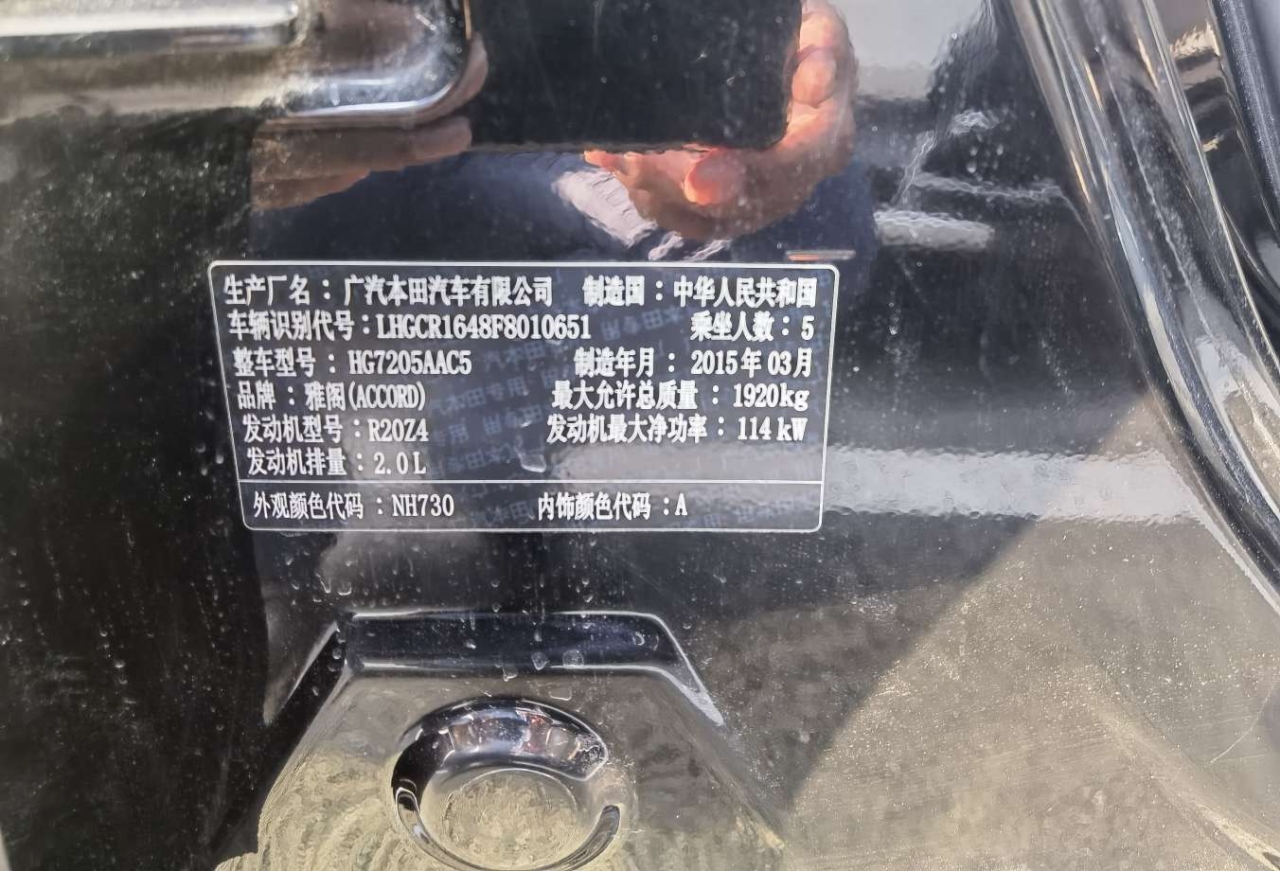 生产厂名：广汽本田汽车有限公司 制造国：中华人民共和国
车辆识别代号：LHGCR1648F8010651 乘坐人数：5
整车型号：HG7205AAC5 制造年月：2015年03月
品牌：雅阁(ACCORD) 最大允许总质量：1920kg
发动机型号：R20Z4 发动机最大净功率：114kW
发动机排量：2.0L
外观颜色代码：NH730 内饰颜色代码：A